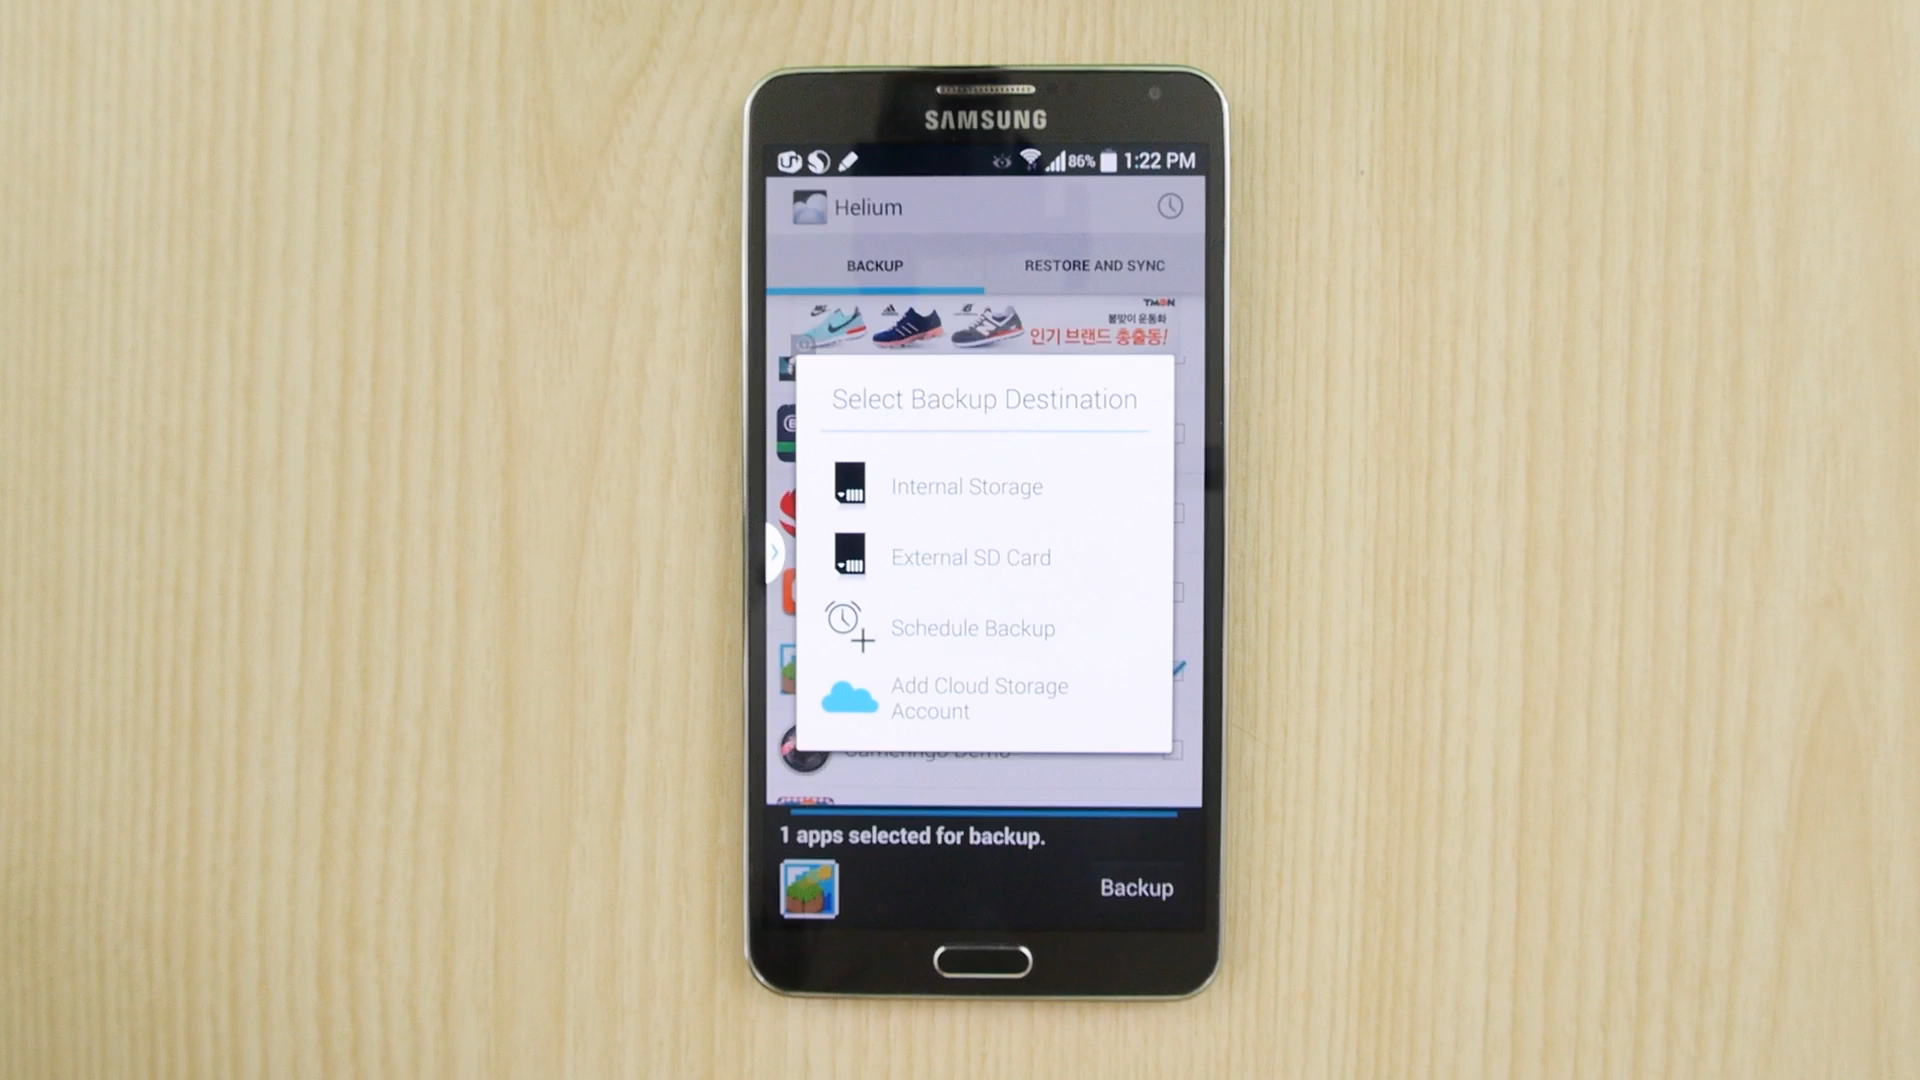 SAMSUNG
86% 1:22 PM
Helium
BACKUP
RESTORE AND SYNC
TMON
봄맞이 운동화
인기 브랜드 총출동!
Select Backup Destination
Internal Storage
External SD Card
Schedule Backup
Add Cloud Storage
Account
Cameringo Demo
1 apps selected for backup.
Backup